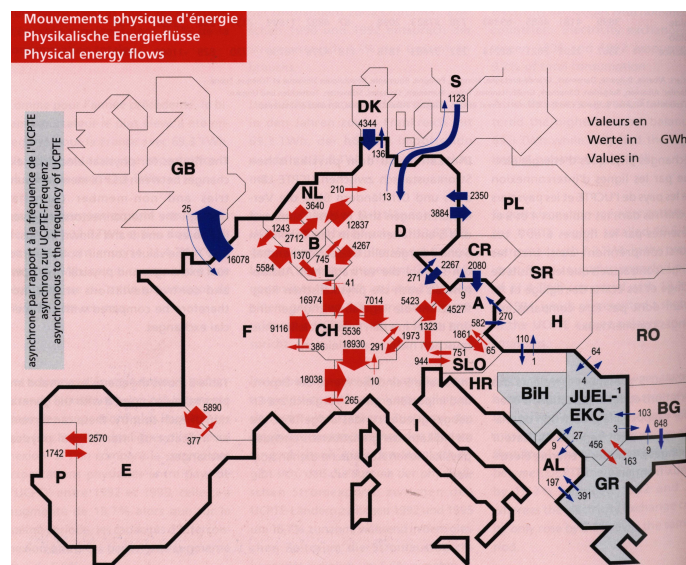 Mouvements physique d'énergie
Physikalische Energieflüsse
Physical energy flows
asynchrone par rapport à la fréquence de l'UCPTE
asynchron zur UCPTE-Frequenz
asynchronous to the frequency of UCPTE
Valeurs en
Werte in GWh
Values in
S
DK
1123
4344
136
GB
NL
210
13
25
3640
D
2350
PL
3884
1243
2712
12837
B
16078
745
4267
CR
5584
1370
L
2267
2080
SR
271
41
9
A
16974
7014
5423
4527
270
H
F
9116
CH
5536
1323
582
RO
386
291
1973
1861
110
18930
751
65
1
64
944
SLO
18038
10
HR
4
BiH
JUEL-¹
EKC
265
5890
I
103
BG
377
3
648
2570
27
456
9
1742
9
163
P
E
AL
197
391
GR